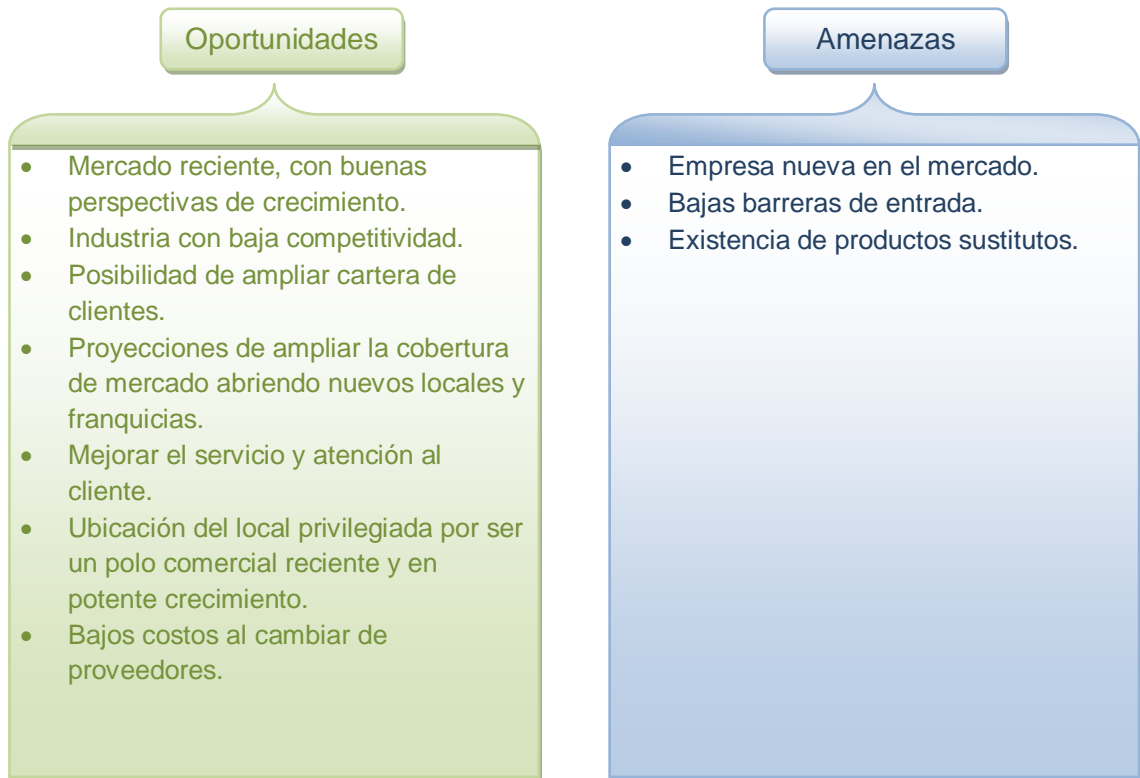 Oportunidades
• Mercado reciente, con buenas
perspectivas de crecimiento.
• Industria con baja competitividad.
• Posibilidad de ampliar cartera de
clientes.
• Proyecciones de ampliar la cobertura
de mercado abriendo nuevos locales y
franquicias.
• Mejorar el servicio y atención al
cliente.
• Ubicación del local privilegiada por ser
un polo comercial reciente y en
potente crecimiento.
• Bajos costos al cambiar de
proveedores.
Amenazas
• Empresa nueva en el mercado.
• Bajas barreras de entrada.
• Existencia de productos sustitutos.